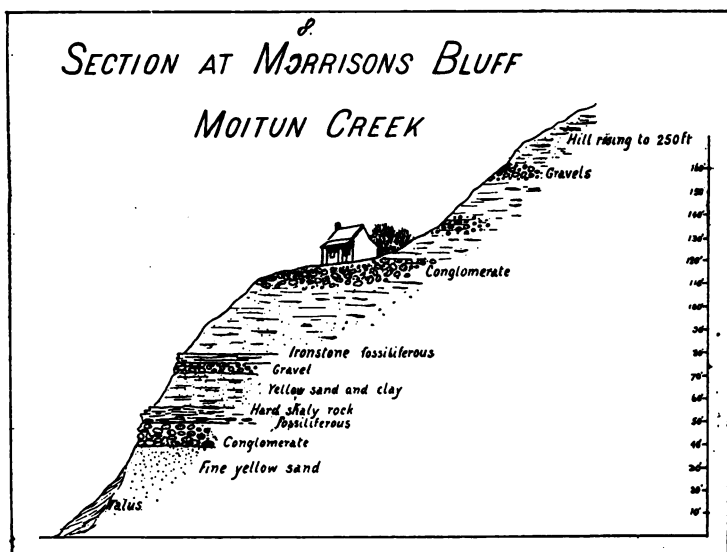 8.
SECTION AT MORRISONS BLUFF
MOITUN CREEK
Hill rising to 250ft
Gravels
Conglomerate
Ironstone fossiliferous
Gravel
Yellow sand and clay
Hard shaly rock
Fossiliferous
Conglomerate
Fine yellow sand
Talus
160'
150
140'
130'
120'
110'
100'
90'
80'
70'
60'
50'
40'
30'
20'
10'